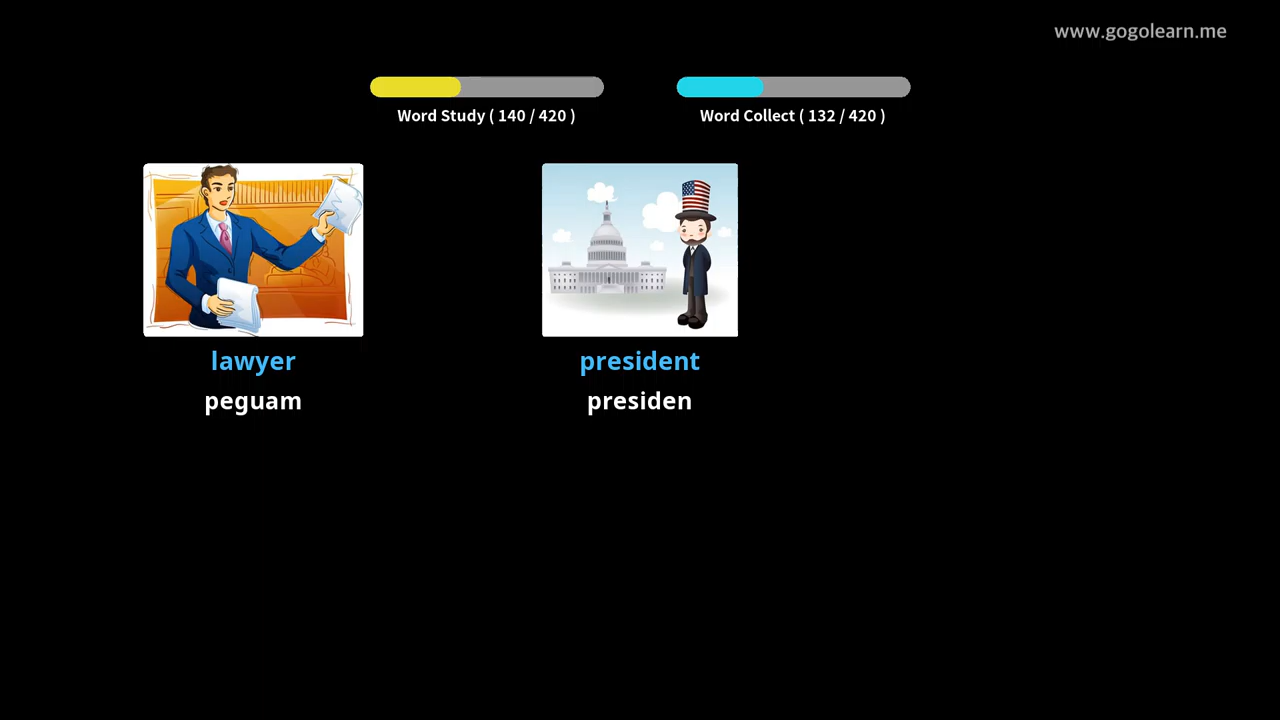 www.gogolearn.me
Word Study ( 140 / 420 )
Word Collect ( 132 / 420 )
lawyer
peguam
president
presiden